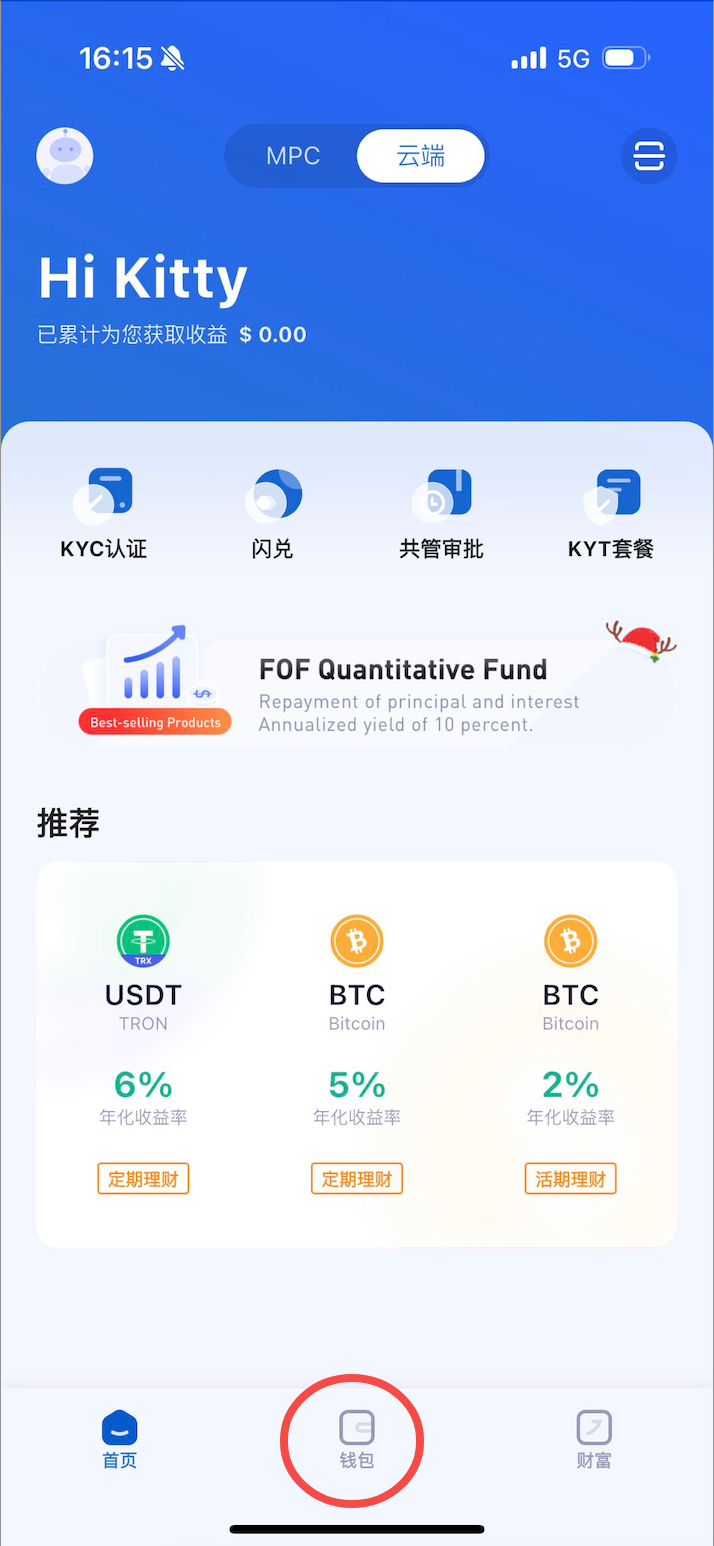 16:15 5G
MPC 云端
Hi Kitty
已累计为您获取收益 $ 0.00
KYC认证 闪兑 共管审批 KYT套餐
FOF Quantitative Fund
Repayment of principal and interest
Annualized yield of 10 percent.
Best-selling Products
推荐
TRX
USDT BTC BTC
TRON Bitcoin Bitcoin
6% 5% 2%
年化收益率 年化收益率 年化收益率
定期理财 定期理财 活期理财
首页 钱包 财富